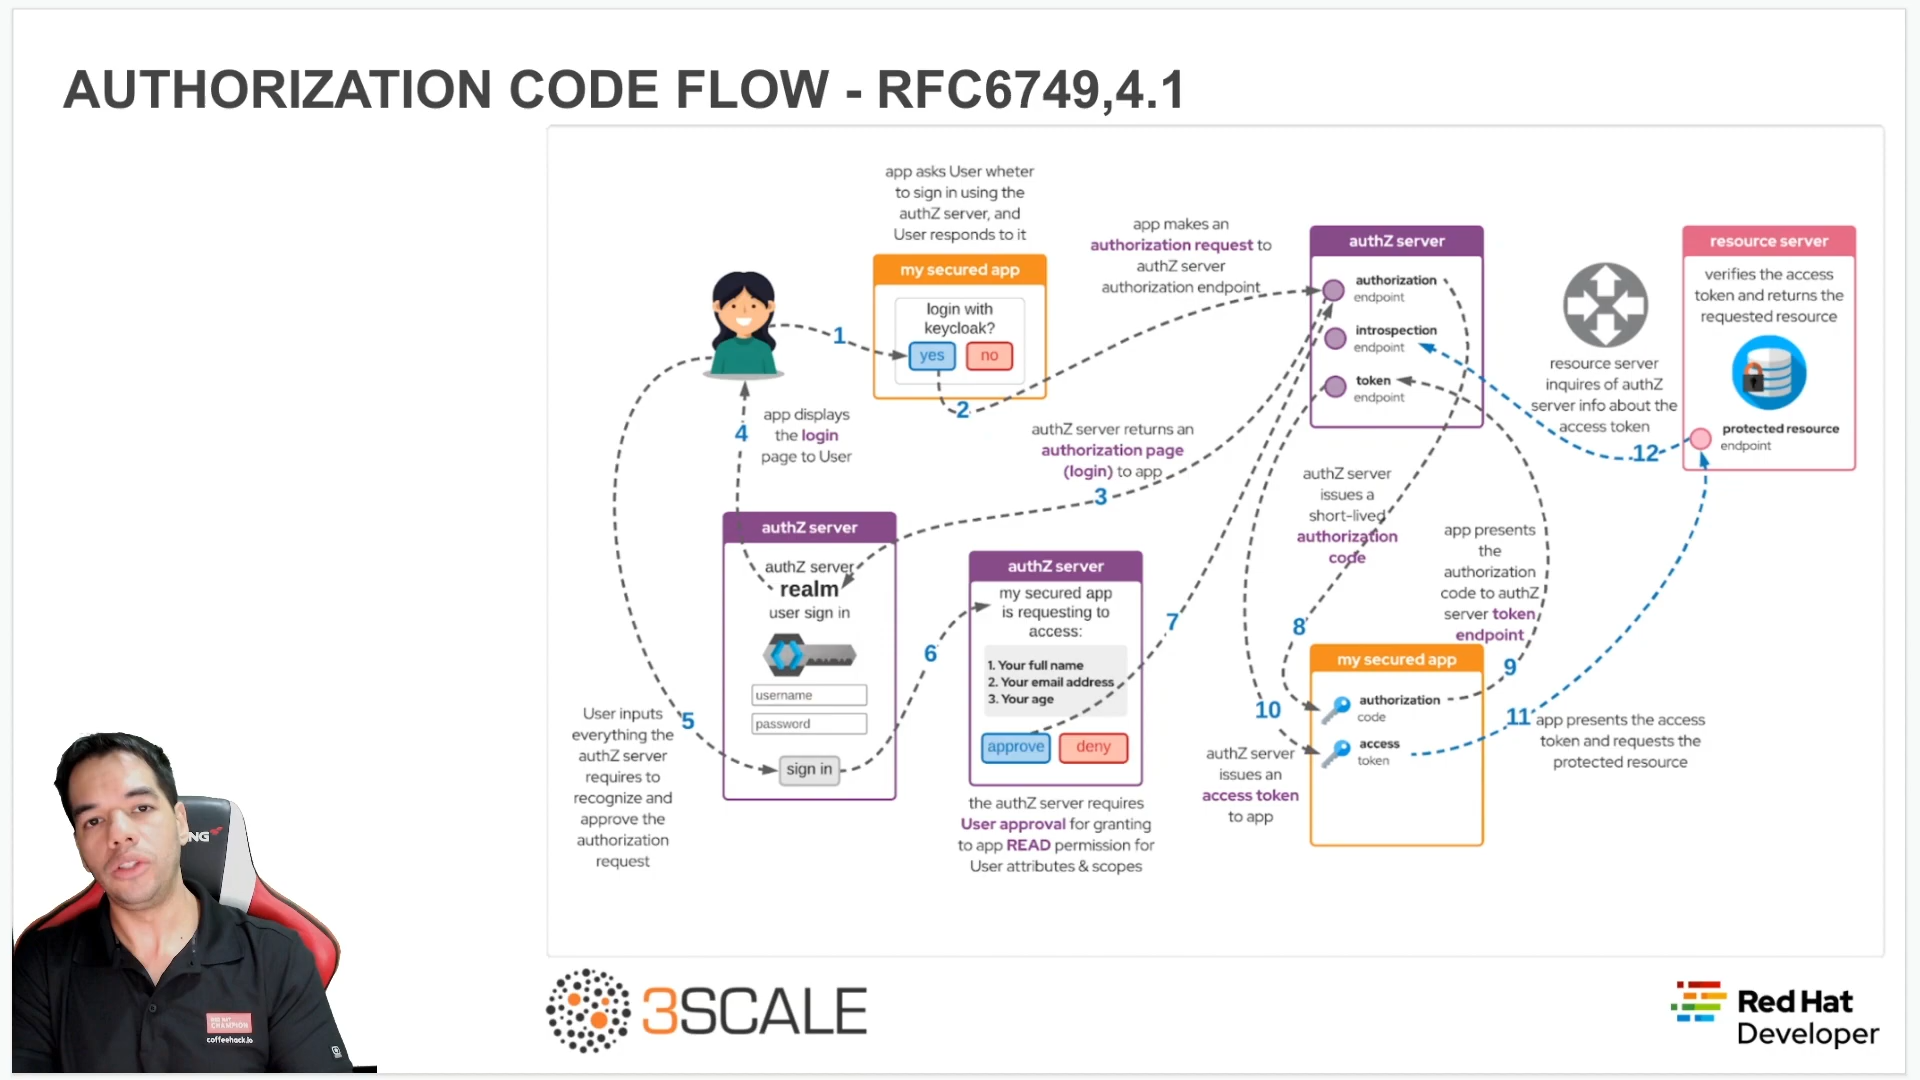 AUTHORIZATION CODE FLOW - RFC6749,4.1
app asks User wheter
to sign in using the
authZ server, and
User responds to it
my secured app
login with
keycloak?
yes
no
1
2
app makes an
authorization request to
authZ server
authorization endpoint
authZ server
authorization
endpoint
introspection
endpoint
token
endpoint
resource server
verifies the access
token and returns the
requested resource
protected resource
endpoint
resource server
inquires of authZ
server info about the
access token
12
4
app displays
the login
page to User
authZ server returns an
authorization page
(login) to app
3
authZ server
authZ server
realm
user sign in
username
password
sign in
5
User inputs
everything the
authZ server
requires to
recognize and
approve the
authorization
request
6
authZ server
my secured app
is requesting to
access:
1. Your full name
2. Your email address
3. Your age
approve
deny
the authZ server requires
User approval for granting
to app READ permission for
User attributes & scopes
7
authZ server
issues a
short-lived
authorization
code
8
app presents
the
authorization
code to authZ
server token
endpoint
9
my secured app
authorization
code
access
token
10
authZ server
issues an
access token
to app
11
app presents the access
token and requests the
protected resource
NG
RED HAT
CHAMPION
coffeehack.io
3SCALE
Red Hat
Developer